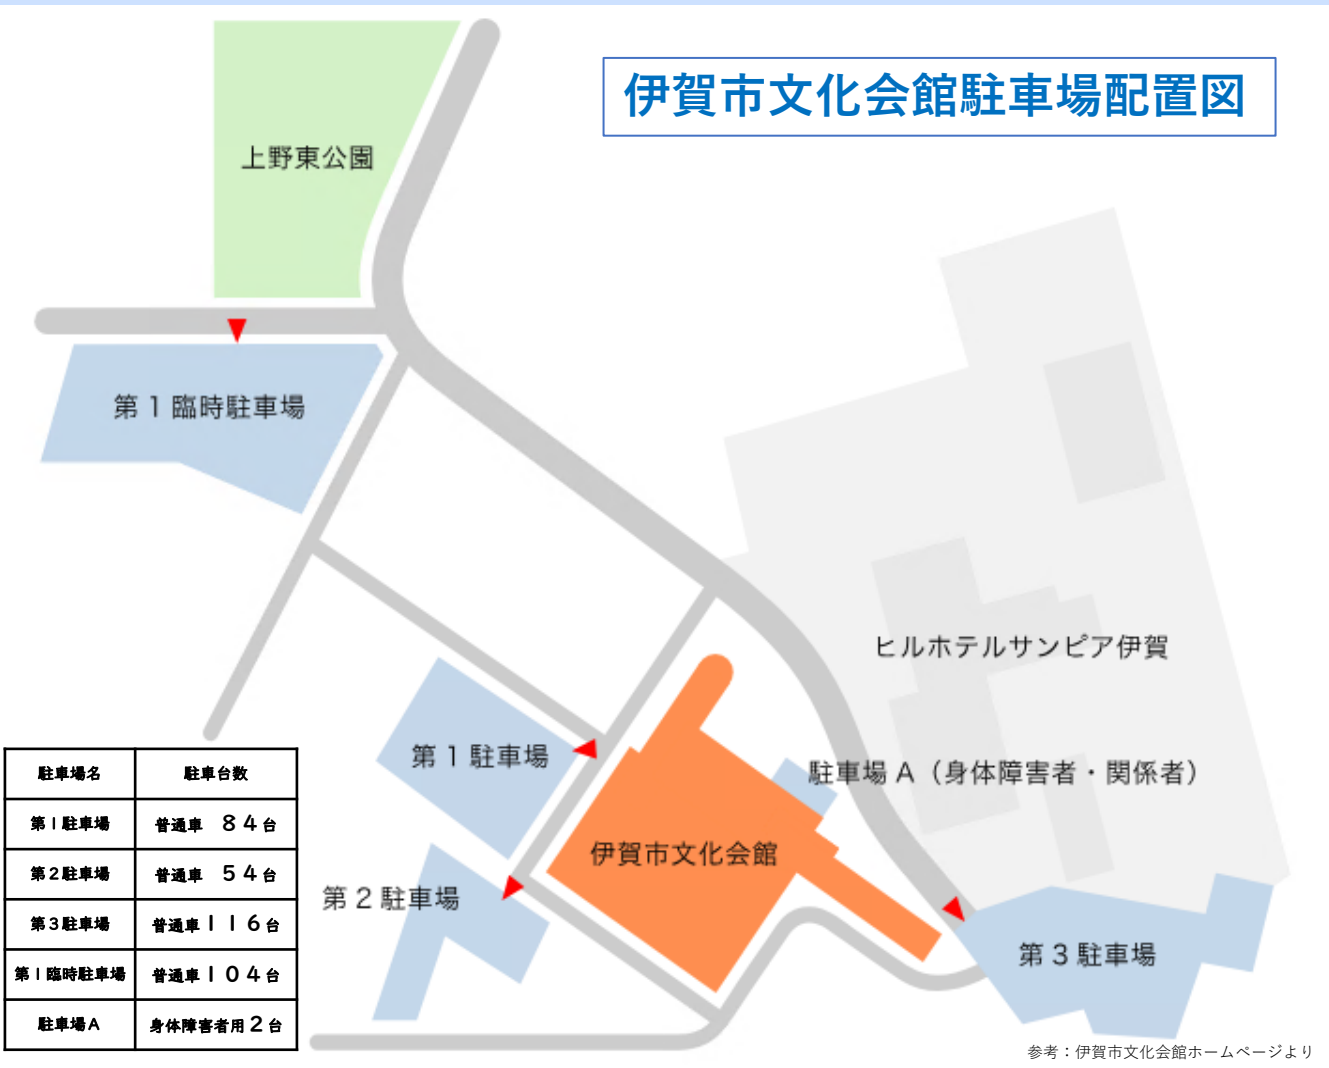 伊賀市文化会館駐車場配置図
上野東公園
第1臨時駐車場
ヒルホテルサンピア伊賀
第1駐車場
駐車場A（身体障害者・関係者）
伊賀市文化会館
第2駐車場
第3駐車場
駐車場名 駐車台数
第1駐車場 普通車 84台
第2駐車場 普通車 54台
第3駐車場 普通車116台
第1臨時駐車場 普通車104台
駐車場A 身体障害者用2台
参考：伊賀市文化会館ホームページより